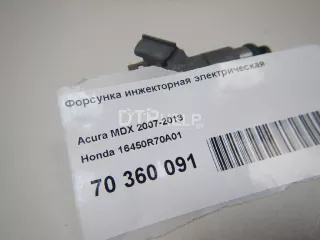 Форсунка инжекторная электрическая
Acura MDX 2007-2013
Honda 16450R70A01
70 360 091